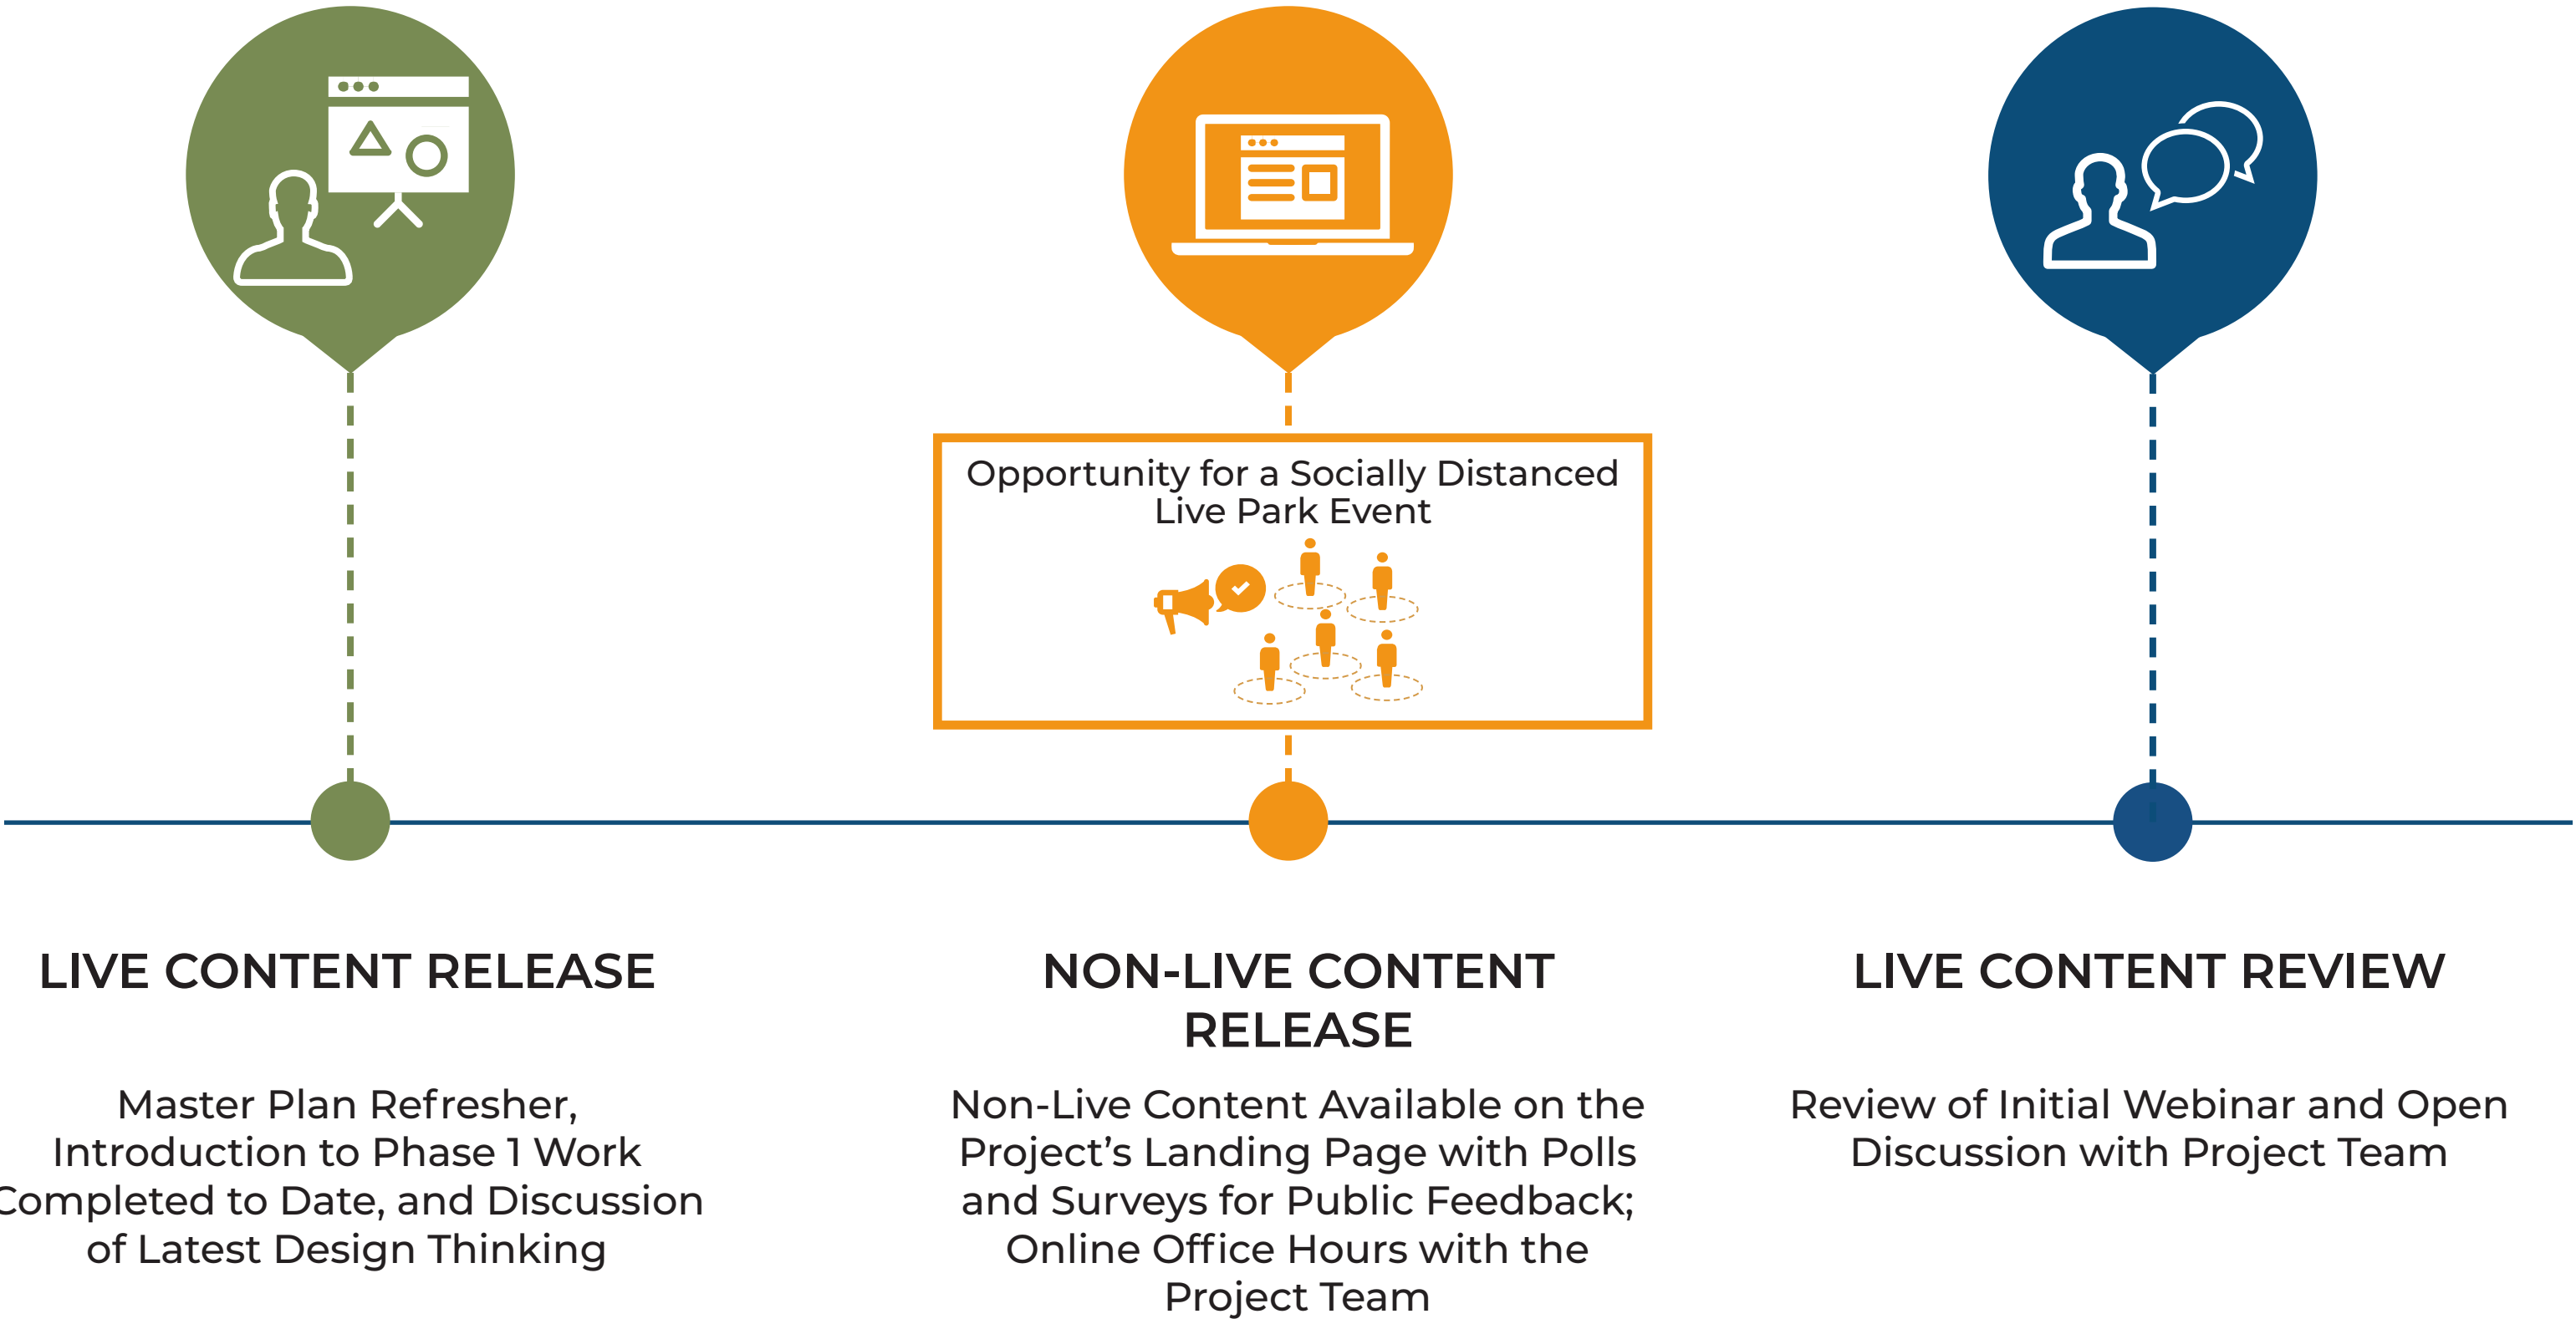 Opportunity for a Socially Distanced
Live Park Event
LIVE CONTENT RELEASE
Master Plan Refresher,
Introduction to Phase 1 Work
Completed to Date, and Discussion
of Latest Design Thinking
NON-LIVE CONTENT
RELEASE
Non-Live Content Available on the
Project’s Landing Page with Polls
and Surveys for Public Feedback;
Online Office Hours with the
Project Team
LIVE CONTENT REVIEW
Review of Initial Webinar and Open
Discussion with Project Team